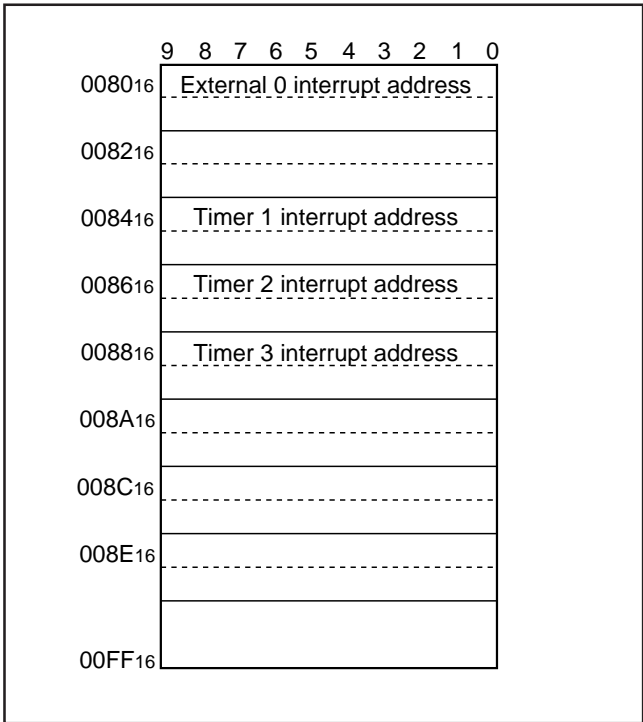 9 8 7 6 5 4 3 2 1 0
008016 External 0 interrupt address
008216
008416 Timer 1 interrupt address
008616 Timer 2 interrupt address
008816 Timer 3 interrupt address
008A16
008C16
008E16
00FF16